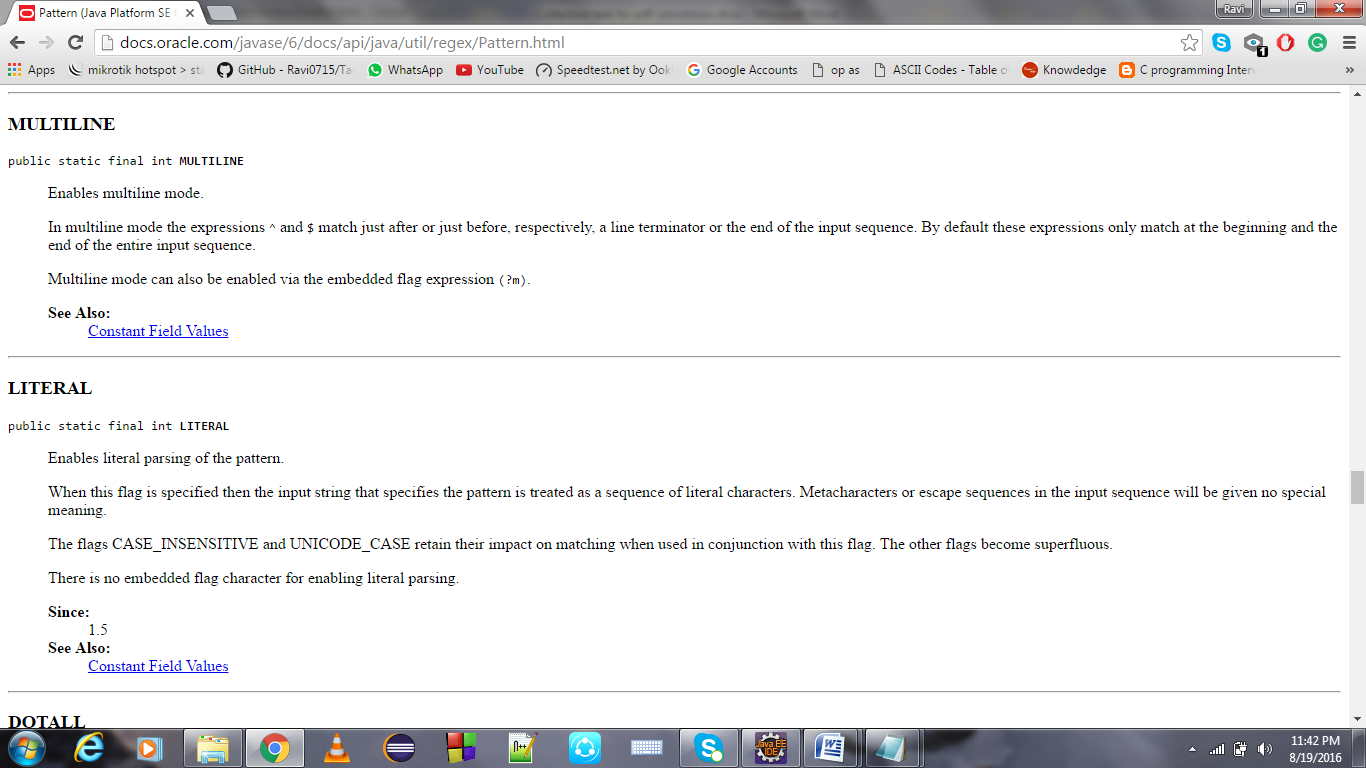 Pattern (Java Platform SE
Ravi
docs.oracle.com/javase/6/docs/api/java/util/regex/Pattern.html
1
Apps
mikrotik hotspot > sta
GitHub - Ravi0715/Ta
WhatsApp
YouTube
Speedtest.net by Ookl
Google Accounts
op as
ASCII Codes - Table o
Knowdedge
C programming Inter
»
MULTILINE
public static final int MULTILINE
Enables multiline mode.
In multiline mode the expressions ^ and $ match just after or just before, respectively, a line terminator or the end of the input sequence. By default these expressions only match at the beginning and the
end of the entire input sequence.
Multiline mode can also be enabled via the embedded flag expression (?m).
See Also:
Constant Field Values
LITERAL
public static final int LITERAL
Enables literal parsing of the pattern.
When this flag is specified then the input string that specifies the pattern is treated as a sequence of literal characters. Metacharacters or escape sequences in the input sequence will be given no special
meaning.
The flags CASE_INSENSITIVE and UNICODE_CASE retain their impact on matching when used in conjunction with this flag. The other flags become superfluous.
There is no embedded flag character for enabling literal parsing.
Since:
1.5
See Also:
Constant Field Values
DOTALL
Java EE
IDE
11:42 PM
8/19/2016